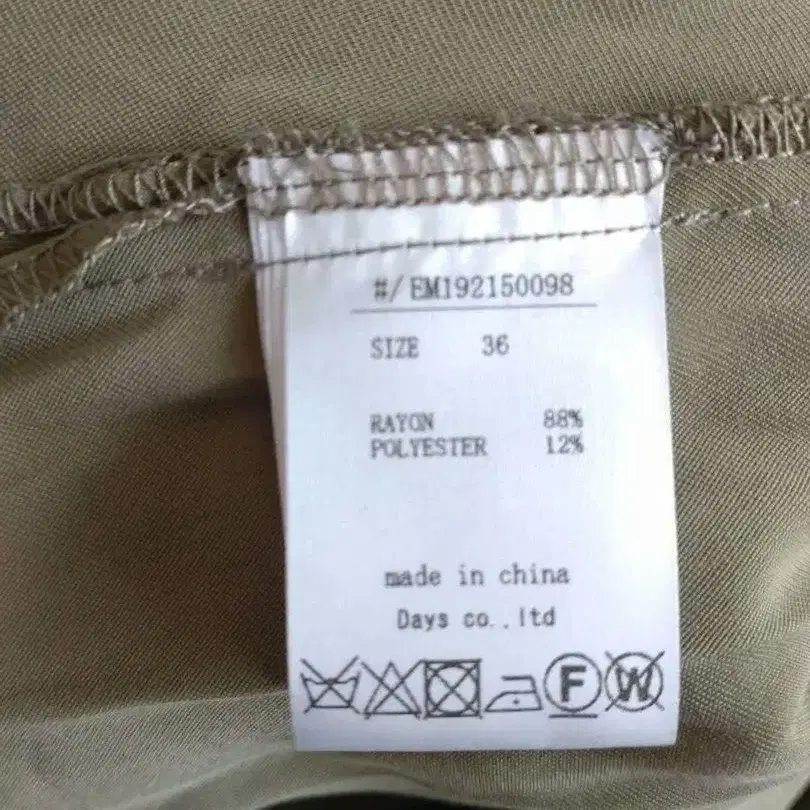 #/EM192150098
SIZE 36
RAYON 88%
POLYESTER 12%
made in china
Days co.,ltd
F W